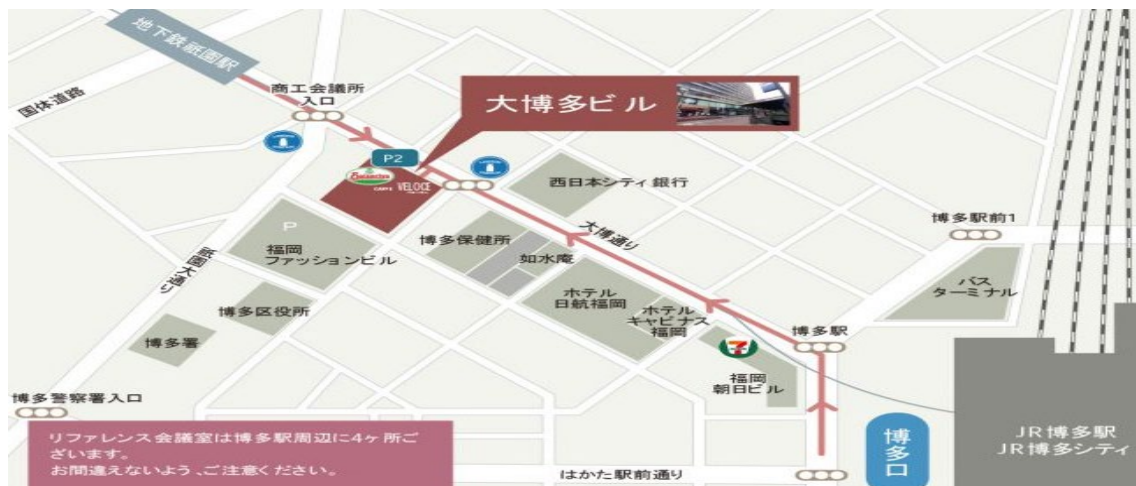 地下鉄祇園駅
国体道路
商工会議所
入口
大博多ビル
P2
CAFFE VELOCE
西日本シティ銀行
大博通り
博多駅前1
P
福岡
ファッションビル
博多保健所
如水庵
祇園大通り
ホテル
日航福岡
ホテル
キャビナス
福岡
バス
ターミナル
博多区役所
博多署
博多駅
7
福岡
朝日ビル
博多警察署入口
リファレンス会議室は博多駅周辺に4ヶ所ご
ざいます。
お間違えないよう、ご注意ください。
博多口
JR博多駅
JR博多シティ
はかた駅前通り